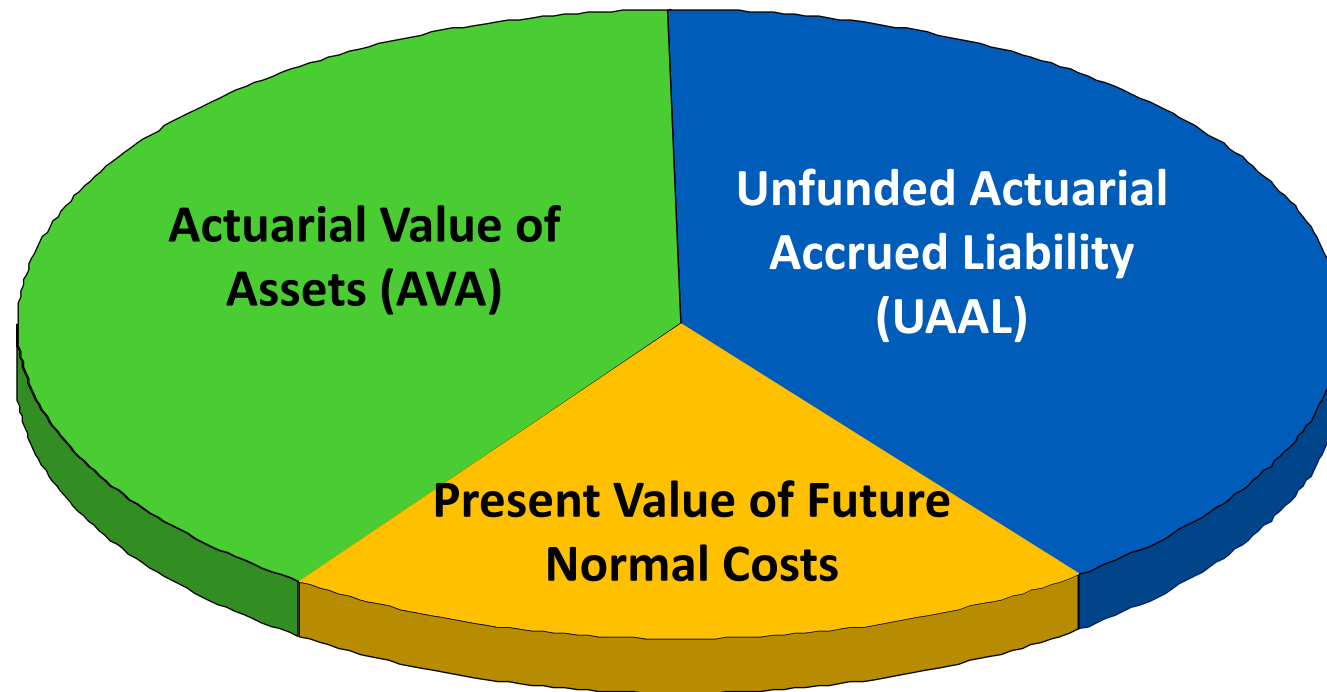 Actuarial Value of
Assets (AVA)
Unfunded Actuarial
Accrued Liability
(UAAL)
Present Value of Future
Normal Costs